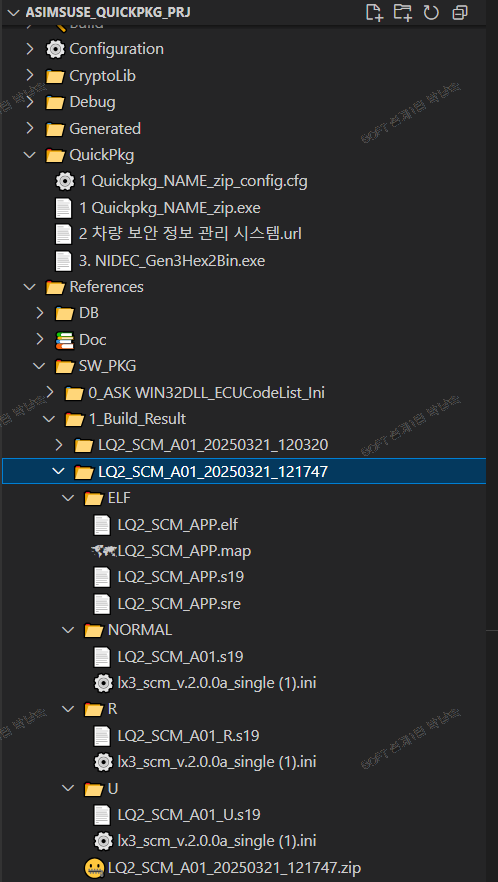 ASIMSUSE_QUICKPKG_PRJ
Build
Configuration
CryptoLib
Debug
Generated
QuickPkg
1 Quickpkg_NAME_zip_config.cfg
1 Quickpkg_NAME_zip.exe
2 차량 보안 정보 관리 시스템.url
3. NIDEC_Gen3Hex2Bin.exe
References
DB
Doc
SW_PKG
0_ASK WIN32DLL_ECUCodeList_Ini
1_Build_Result
LQ2_SCM_A01_20250321_120320
LQ2_SCM_A01_20250321_121747
ELF
LQ2_SCM_APP.elf
LQ2_SCM_APP.map
LQ2_SCM_APP.s19
LQ2_SCM_APP.sre
NORMAL
LQ2_SCM_A01.s19
lx3_scm_v.2.0.0a_single (1).ini
R
LQ2_SCM_A01_R.s19
lx3_scm_v.2.0.0a_single (1).ini
U
LQ2_SCM_A01_U.s19
lx3_scm_v.2.0.0a_single (1).ini
LQ2_SCM_A01_20250321_121747.zip